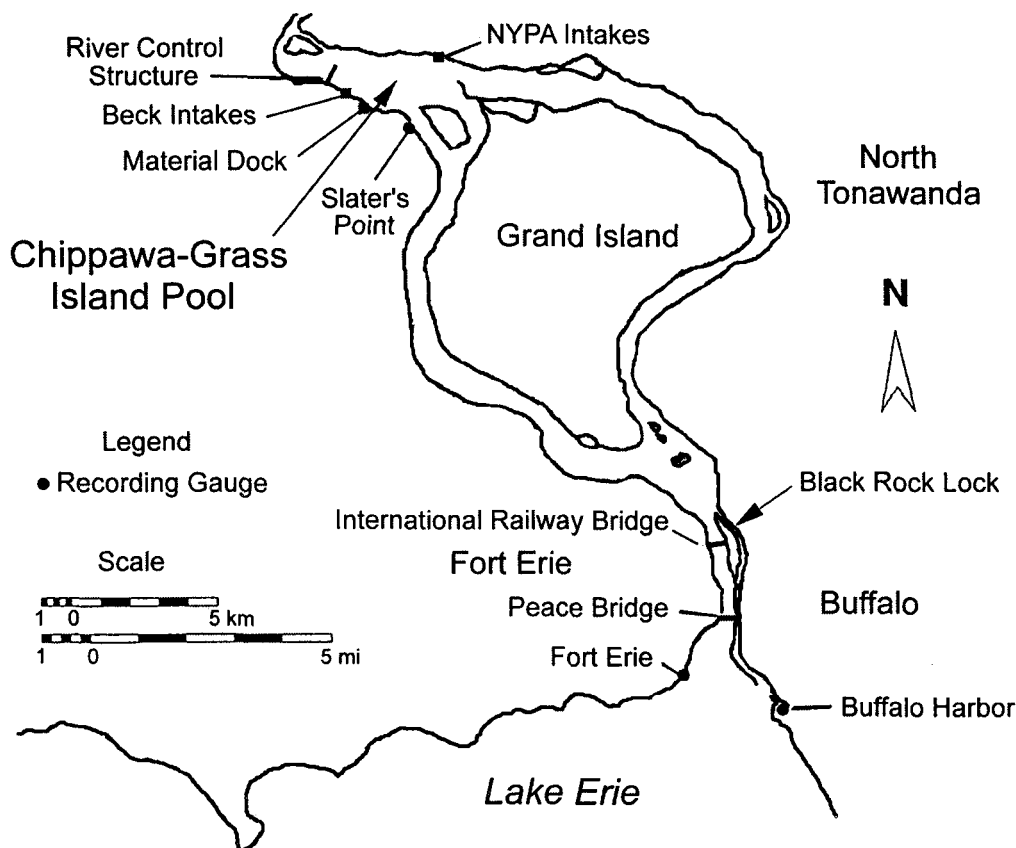 NYPA Intakes
River Control
Structure
Beck Intakes
Material Dock
Slater's
Point
North
Tonawanda
Grand Island
Chippawa-Grass
Island Pool
N
Legend
Recording Gauge
Black Rock Lock
International Railway Bridge
Fort Erie
Scale
1 0 5 km
1 0 5 mi
Peace Bridge
Buffalo
Fort Erie
Buffalo Harbor
Lake Erie